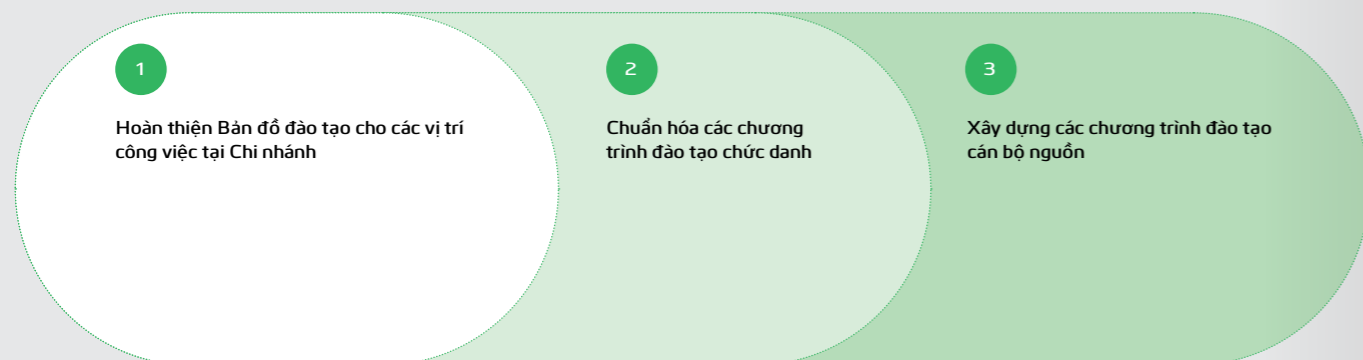 1
Hoàn thiện Bản đồ đào tạo cho các vị trí
công việc tại Chi nhánh
2
Chuẩn hóa các chương
trình đào tạo chức danh
3
Xây dựng các chương trình đào tạo
cán bộ nguồn